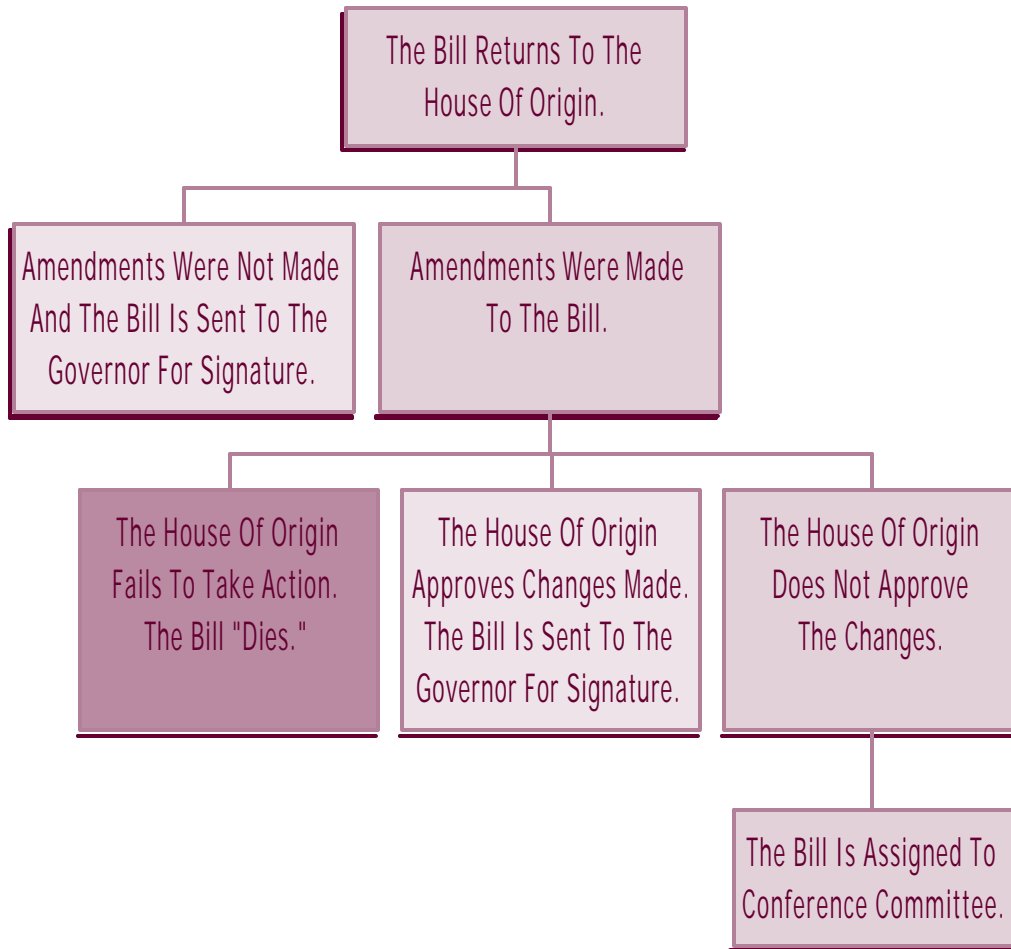 The Bill Returns To The
House Of Origin.
Amendments Were Not Made
And The Bill Is Sent To The
Governor For Signature.
Amendments Were Made
To The Bill.
The House Of Origin
Fails To Take Action.
The Bill "Dies."
The House Of Origin
Approves Changes Made.
The Bill Is Sent To The
Governor For Signature.
The House Of Origin
Does Not Approve
The Changes.
The Bill Is Assigned To
Conference Committee.